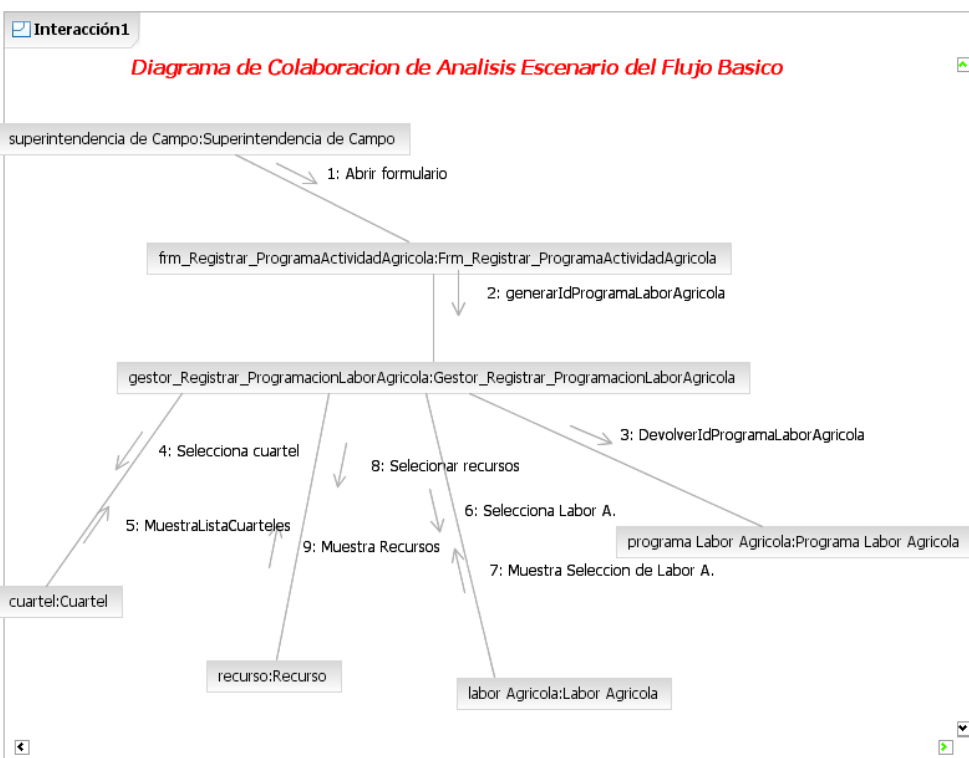 Interacción1
Diagrama de Colaboracion de Analisis Escenario del Flujo Basico
superintendencia de Campo:Superintendencia de Campo
1: Abrir formulario
frm_Registrar_ProgramaActividadAgricola:Frm_Registrar_ProgramaActividadAgricola
2: generarIdProgramaLaborAgricola
gestor_Registrar_ProgramacionLaborAgricola:Gestor_Registrar_ProgramacionLaborAgricola
3: DevolverIdProgramaLaborAgricola
4: Selecciona cuartel
8: Selecionar recursos
6: Selecciona Labor A.
5: MuestraListaCuarteles
9: Muestra Recursos
programa Labor Agricola:Programa Labor Agricola
7: Muestra Seleccion de Labor A.
cuartel:Cuartel
recurso:Recurso
labor Agricola:Labor Agricola